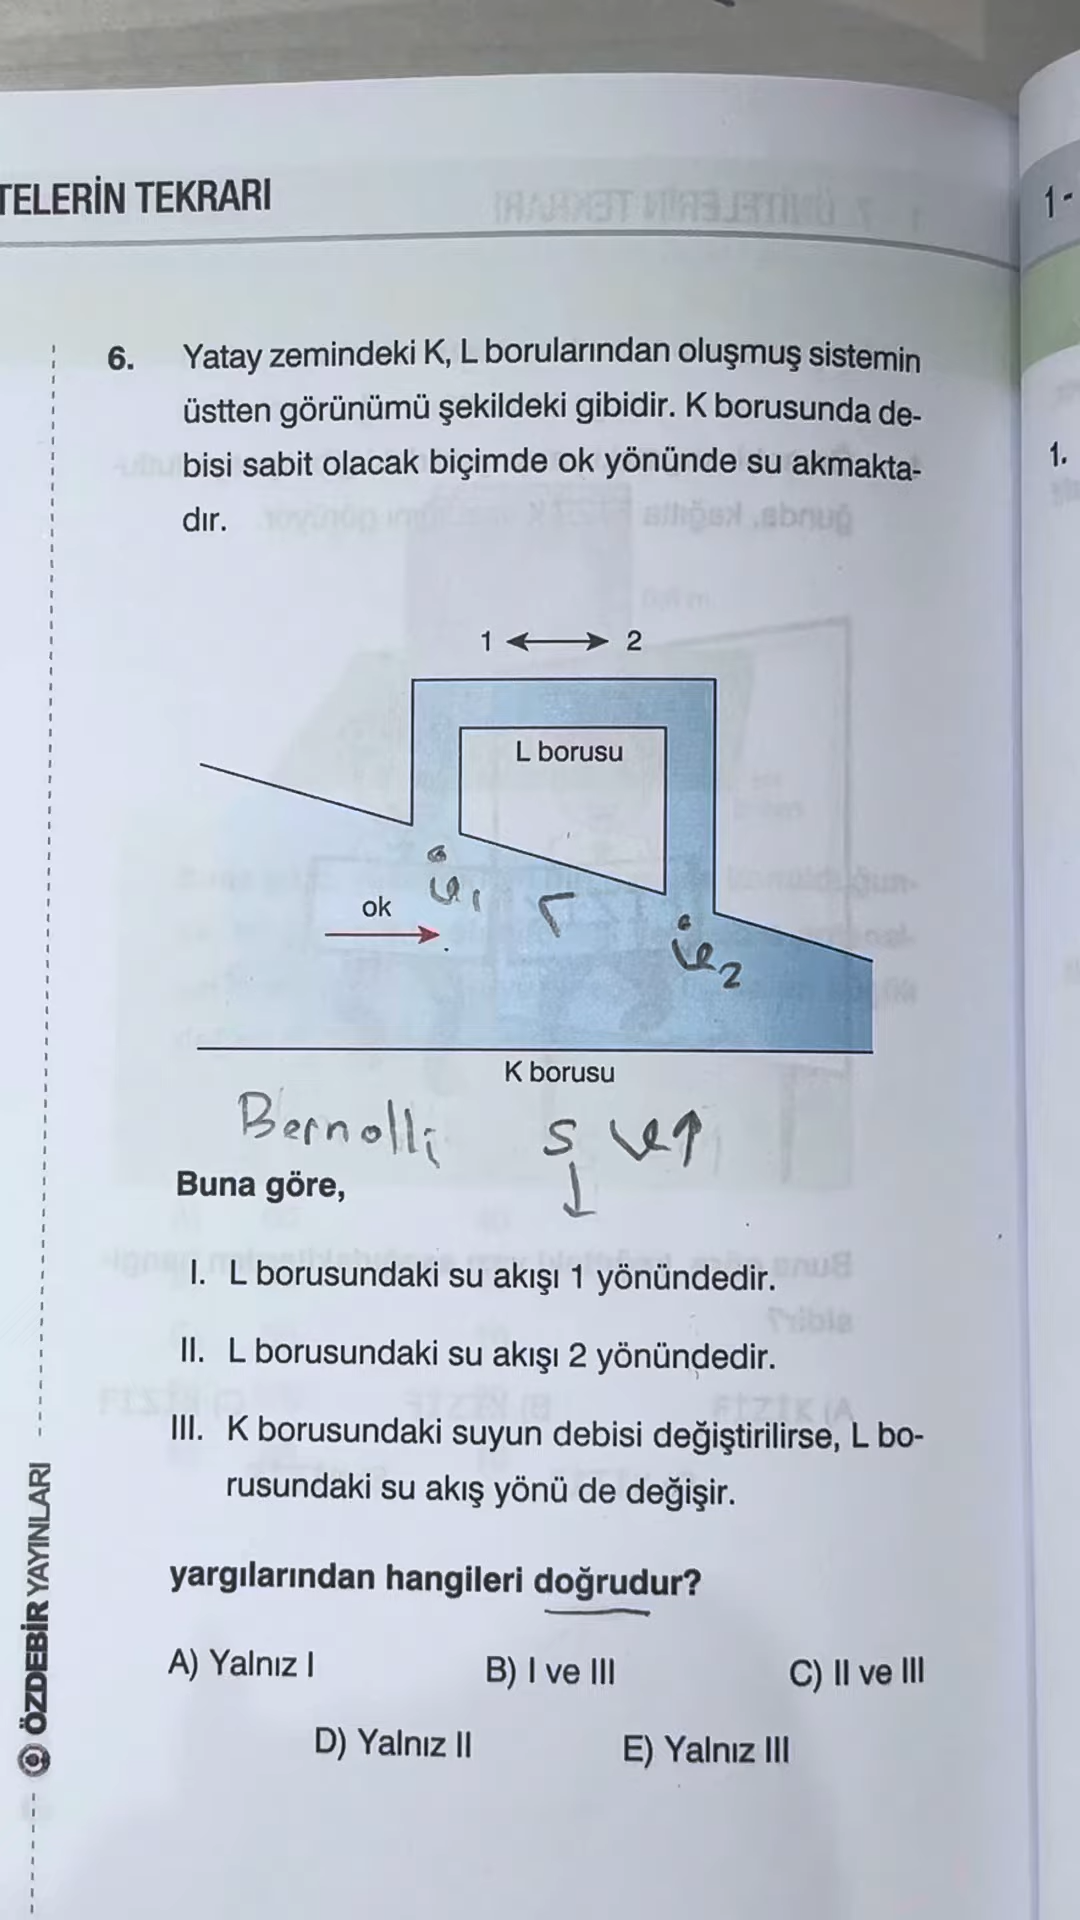 TELERİN TEKRARI
1-
6. Yatay zemindeki K, L borularından oluşmuş sistemin
üstten görünümü şekildeki gibidir. K borusunda de-
bisi sabit olacak biçimde ok yönünde su akmakta-
dır.
1.
1 2
L borusu
ok
K borusu
Bernolli
S
Buna göre,
I. L borusundaki su akışı 1 yönündedir.
II. L borusundaki su akışı 2 yönündedir.
III. K borusundaki suyun debisi değiştirilirse, L bo-
rusundaki su akış yönü de değişir.
yargılarından hangileri doğrudur?
A) Yalnız I B) I ve III C) II ve III
D) Yalnız II E) Yalnız III
ÖZDEBİR YAYINLARI